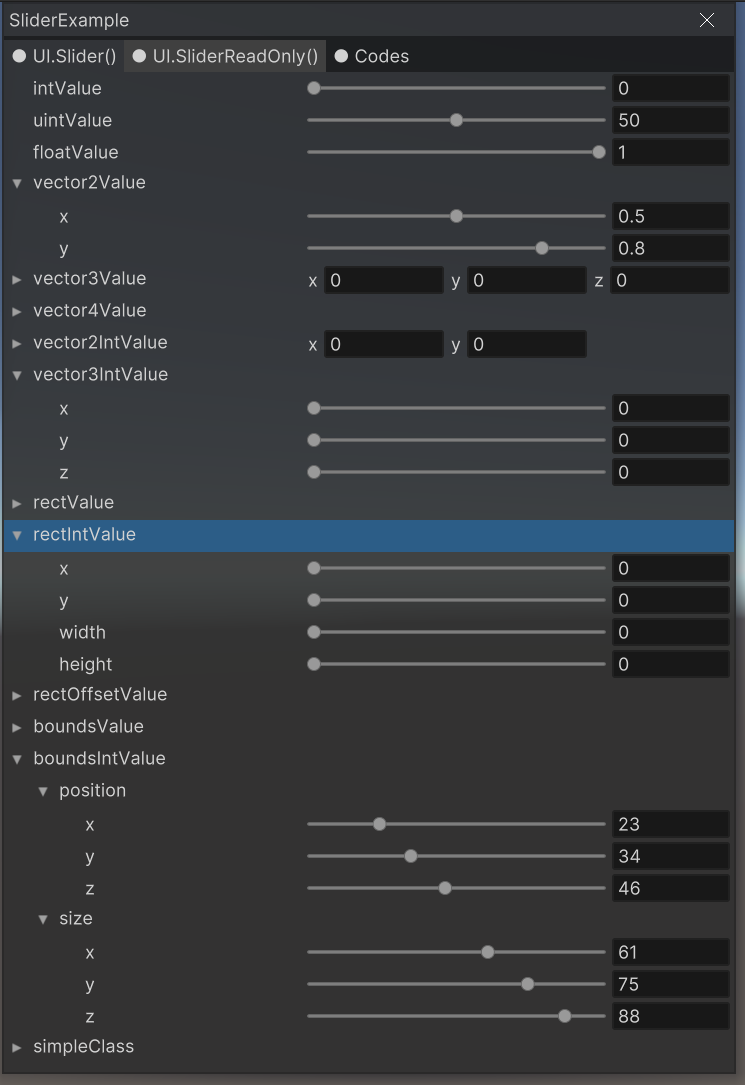 SliderExample
UI.Slider() UI.SliderReadOnly() Codes
intValue 0
uintValue 50
floatValue 1
vector2Value
x 0.5
y 0.8
vector3Value x 0 y 0 z 0
vector4Value
vector2IntValue x 0 y 0
vector3IntValue
x 0
y 0
z 0
rectValue
rectIntValue
x 0
y 0
width 0
height 0
rectOffsetValue
boundsValue
boundsIntValue
position
x 23
y 34
z 46
size
x 61
y 75
z 88
simpleClass